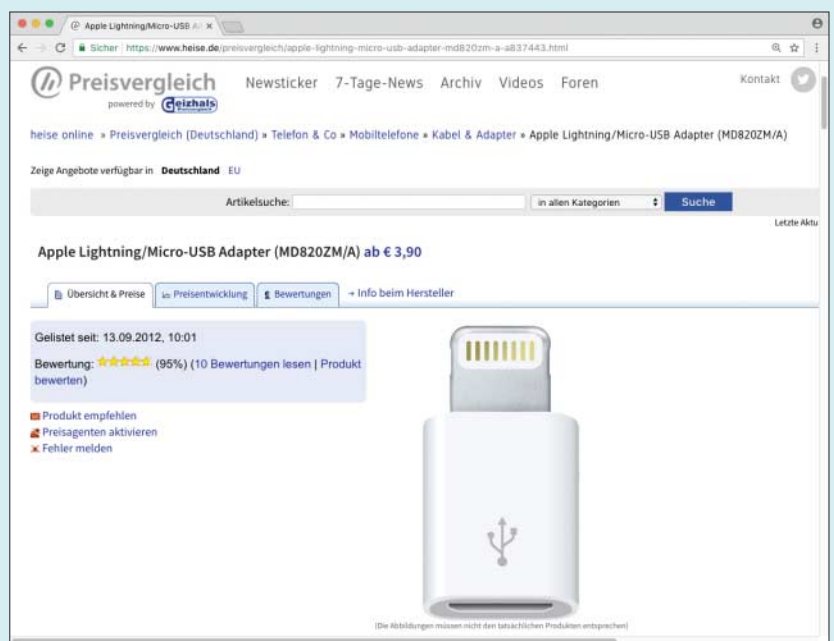 Apple Lightning/Micro-USB Ad
Sicher https://www.heise.de/preisvergleich/apple-lightning-micro-usb-adapter-md820zm-a-a837443.html
Preisvergleich
powered by Geizhals
Newsticker 7-Tage-News Archiv Videos Foren
Kontakt
heise online » Preisvergleich (Deutschland) » Telefon & Co » Mobiltelefone » Kabel & Adapter » Apple Lightning/Micro-USB Adapter (MD820ZM/A)
Zeige Angebote verfügbar in Deutschland EU
Artikelsuche: in allen Kategorien Suche
Letzte Aktu
Apple Lightning/Micro-USB Adapter (MD820ZM/A) ab € 3,90
Übersicht & Preise Preisentwicklung Bewertungen → Info beim Hersteller
Gelistet seit: 13.09.2012, 10:01
Bewertung: (95%) (10 Bewertungen lesen | Produkt
bewerten)
Produkt empfehlen
Preisagenten aktivieren
Fehler melden
(Die Abbildungen müssen nicht den tatsächlichen Produkten entsprechen)